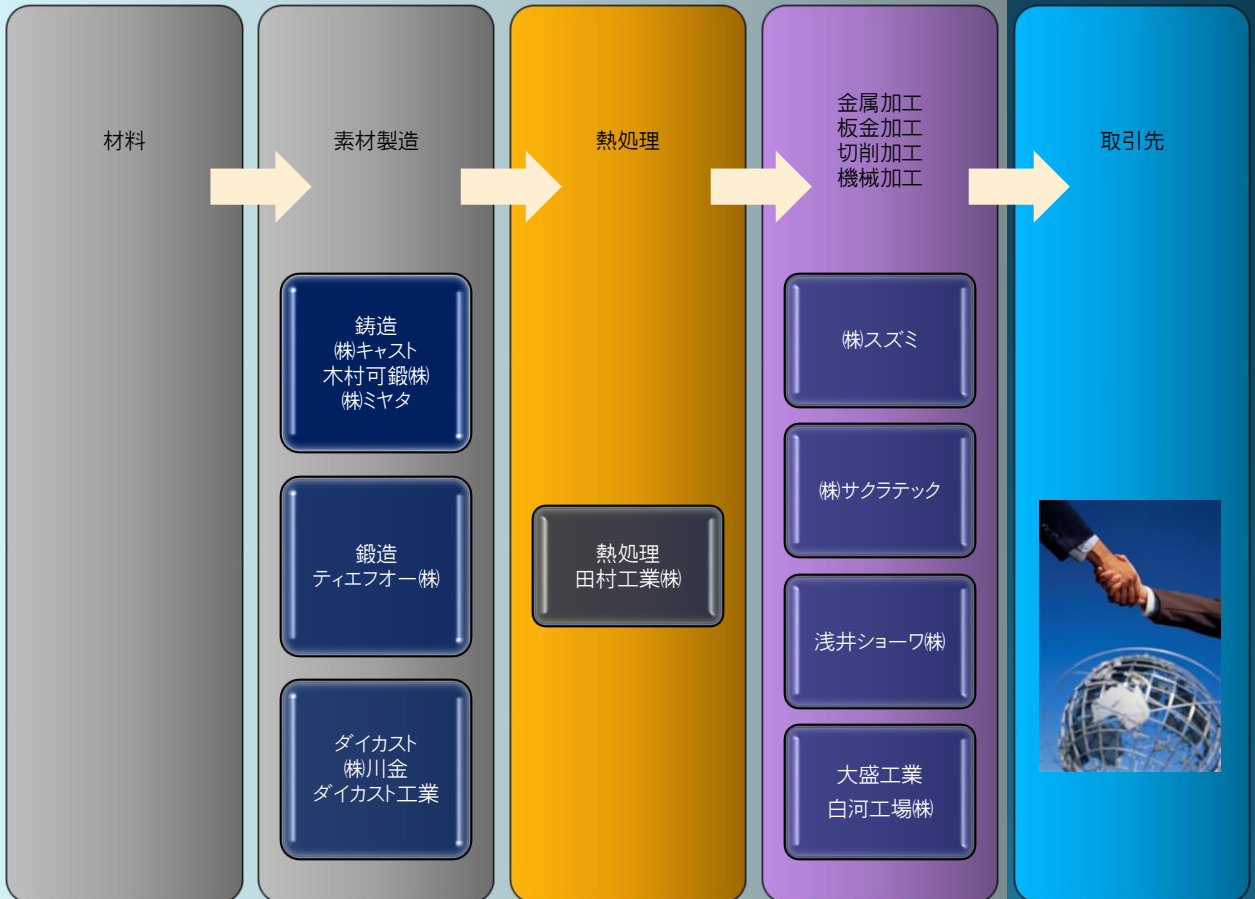 材料
素材製造
熱処理
金属加工
板金加工
切削加工
機械加工
取引先
鋳造
㈱キャスト
木村可鍛㈱
㈱ミヤタ
鍛造
ティエフオー㈱
ダイカスト
㈱川金
ダイカスト工業
熱処理
田村工業㈱
㈱スズミ
㈱サクラテック
浅井ショーワ㈱
大盛工業
白河工場㈱